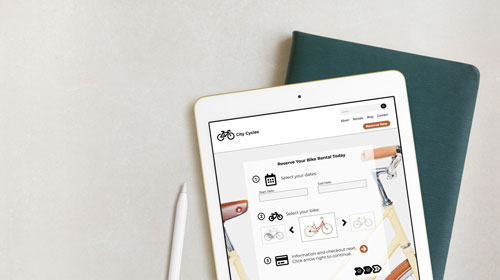 City Cycles
About Rentals Blog Contact
Reserve Now
Reserve Your Bike Rental Today
1 Select your dates:
Start Date: End Date:
2 Select your bike:
3 Information and checkout next.
Click arrow right to continue.